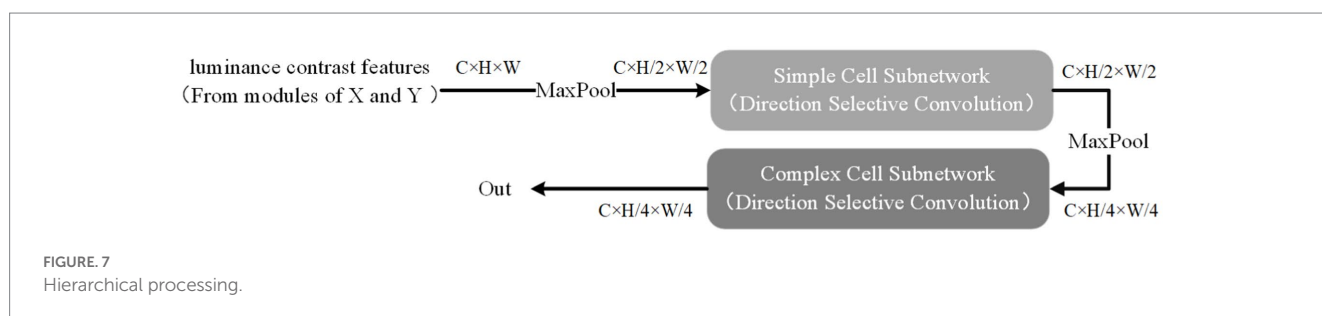 luminance contrast features
（From modules of X and Y ）
C×H×W
MaxPool
C×H/2×W/2
Simple Cell Subnetwork
（Direction Selective Convolution）
C×H/2×W/2
MaxPool
C×H/4×W/4
Complex Cell Subnetwork
（Direction Selective Convolution）
C×H/4×W/4
Out
FIGURE. 7
Hierarchical processing.